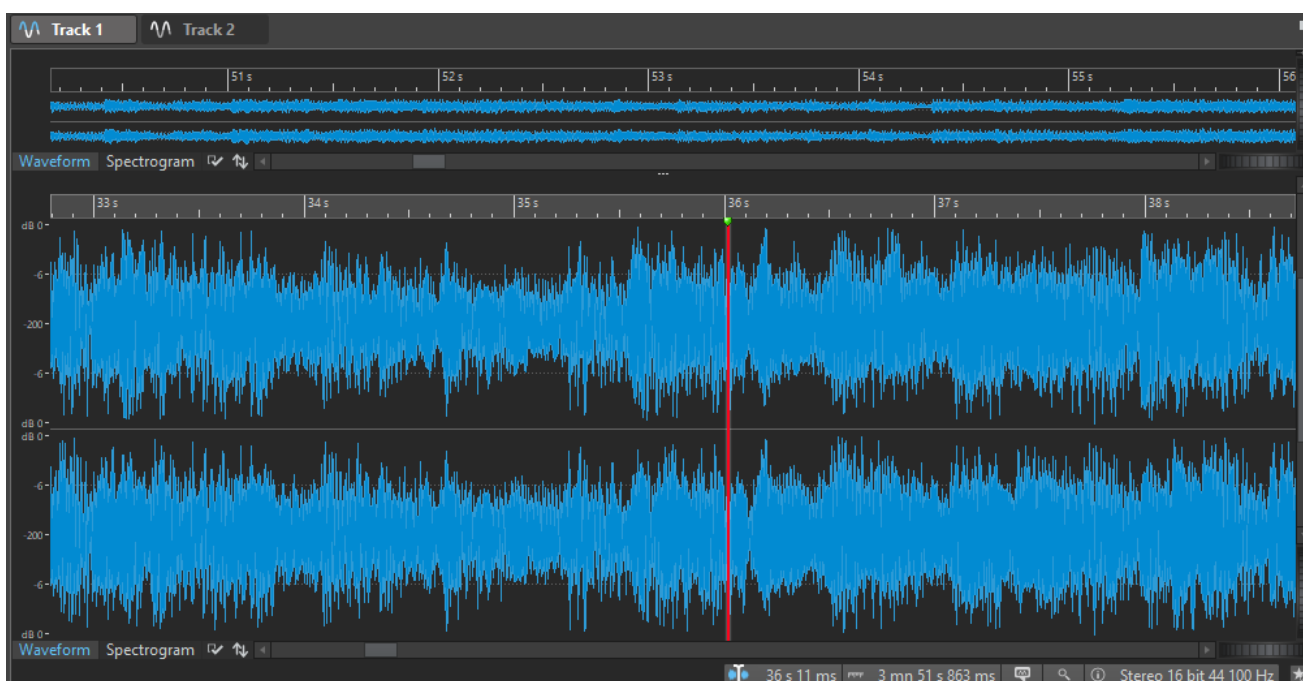 Track 1 Track 2
51 s 52 s 53 s 54 s 55 s 56
Waveform Spectrogram
33 s 34 s 35 s 36 s 37 s 38 s
dB 0
-6
-200
-6
dB 0
dB 0
-6
-200
-6
dB 0
Waveform Spectrogram
36 s 11 ms 3 mn 51 s 863 ms Stereo 16 bit 44 100 Hz